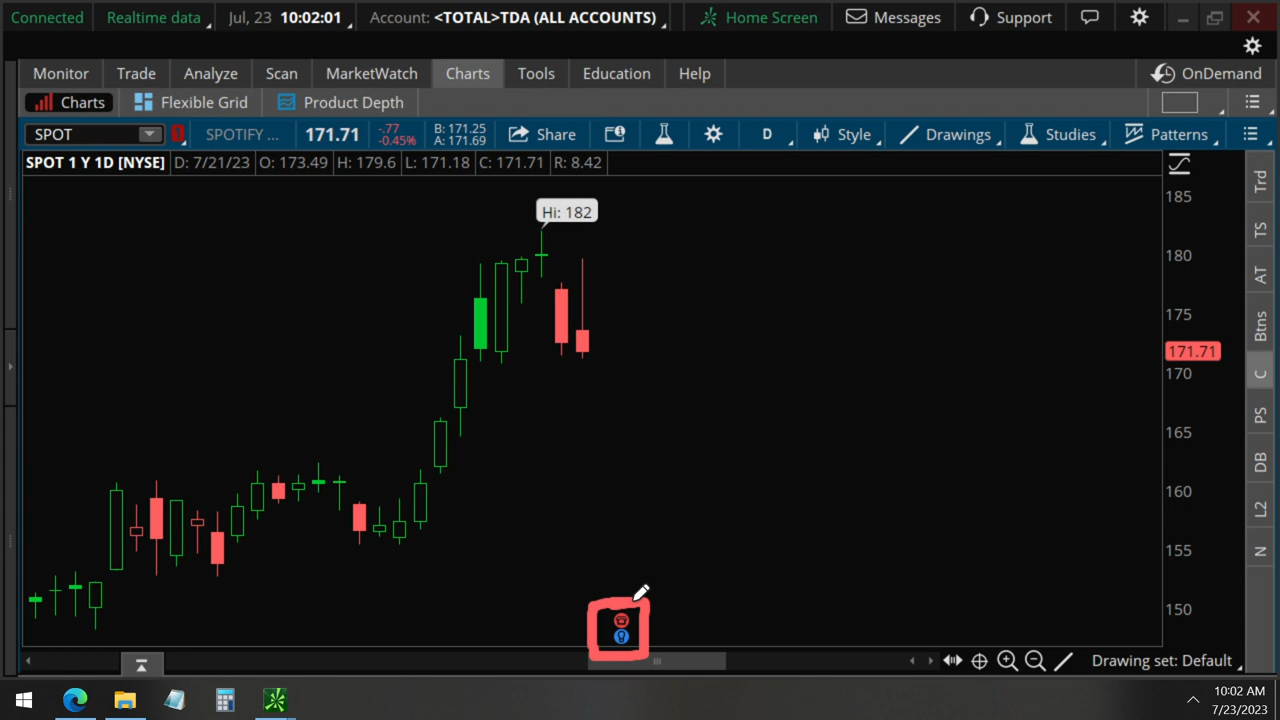 Connected Realtime data Jul, 23 10:02:01 Account: <TOTAL>TDA (ALL ACCOUNTS) Home Screen Messages Support
Monitor Trade Analyze Scan MarketWatch Charts Tools Education Help OnDemand
Charts Flexible Grid Product Depth
SPOT 1 SPOTIFY ... 171.71 -.77 -0.45% B: 171.25 A: 171.69 Share D Style Drawings Studies Patterns
SPOT 1 Y 1D [NYSE] D: 7/21/23 O: 173.49 H: 179.6 L: 171.18 C: 171.71 R: 8.42
Hi: 182
185
180
175
171.71
170
165
160
155
150
Trd
TS
AT
Btns
C
PS
DB
L2
N
Drawing set: Default
10:02 AM
7/23/2023